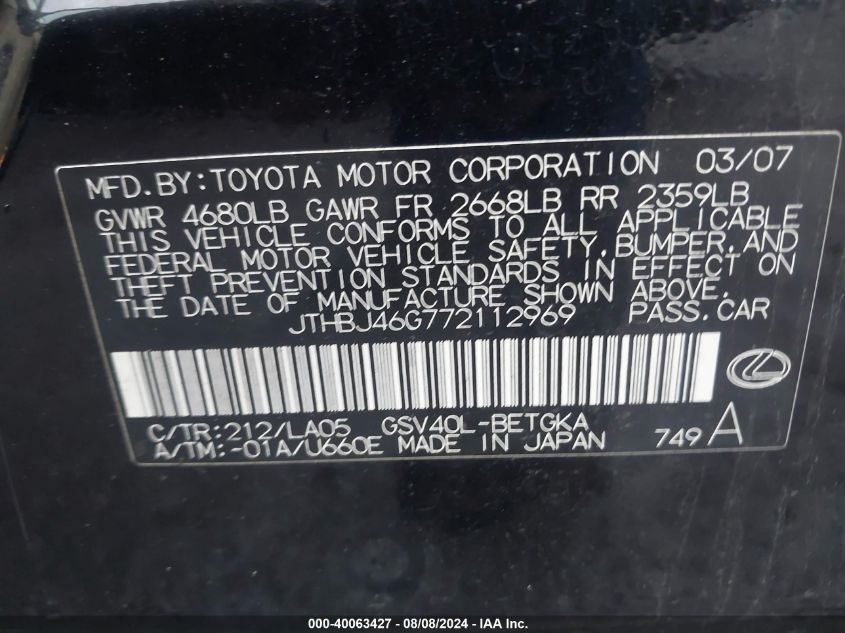 MFD.BY:TOYOTA MOTOR CORPORATION 03/07
GVWR 4680LB GAWR FR 2668LB RR 2359LB
THIS VEHICLE CONFORMS TO ALL APPLICABLE
FEDERAL MOTOR VEHICLE SAFETY,BUMPER,AND
THEFT PREVENTION STANDARDS IN EFFECT ON
THE DATE OF MANUFACTURE SHOWN ABOVE.
JTHBJ46G772112969 PASS.CAR
C/TR:212/LA05 GSV40L-BETGKA
A/TM:-01A/U660E MADE IN JAPAN 749 A
000-40063427 - 08/08/2024 - IAA Inc.